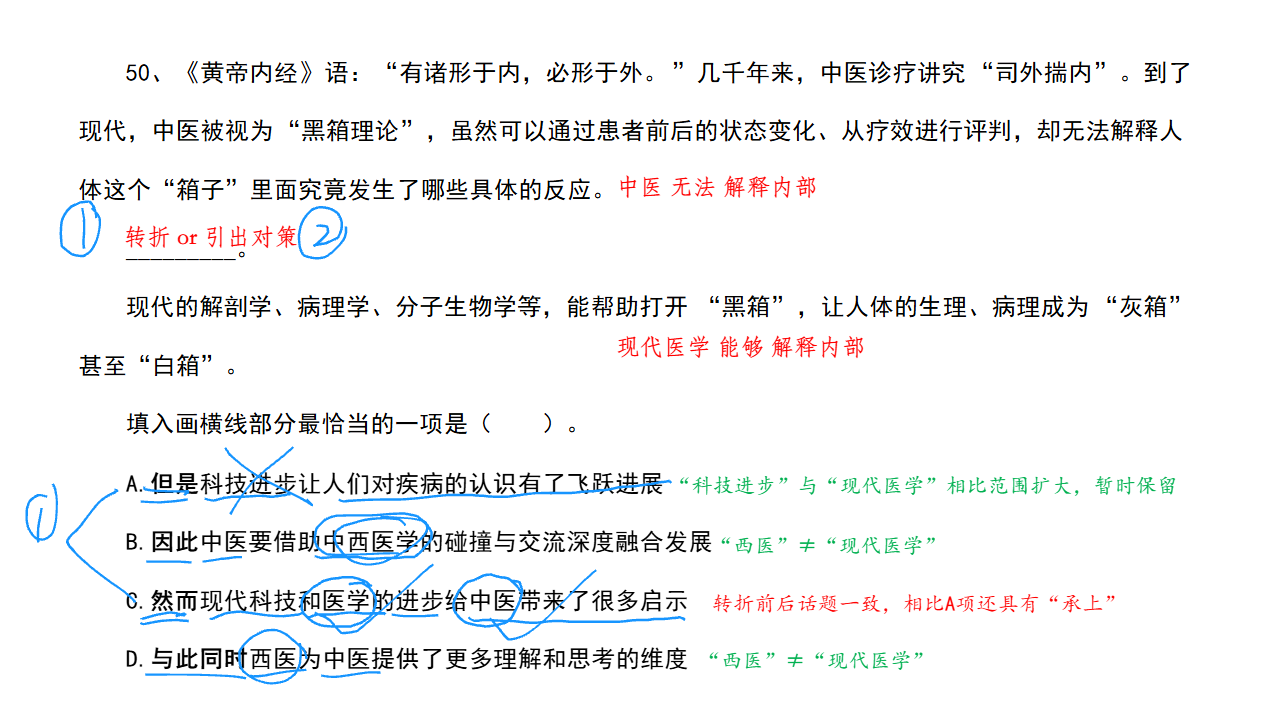 50、《黄帝内经》语：“有诸形于内，必形于外。”几千年来，中医诊疗讲究“司外揣内”。到了
现代，中医被视为“黑箱理论”，虽然可以通过患者前后的状态变化、从疗效进行评判，却无法解释人
体这个“箱子”里面究竟发生了哪些具体的反应。中医 无法 解释内部
① 转折 or 引出对策 ②
_________。
现代的解剖学、病理学、分子生物学等，能帮助打开 “黑箱”，让人体的生理、病理成为 “灰箱”
现代医学 能够 解释内部
甚至“白箱”。
填入画横线部分最恰当的一项是（ ）。
A.但是科技进步让人们对疾病的认识有了飞跃进展 “科技进步”与“现代医学”相比范围扩大，暂时保留
①
B.因此中医要借助中西医学的碰撞与交流深度融合发展 “西医”≠“现代医学”
C.然而现代科技和医学的进步给中医带来了很多启示 转折前后话题一致，相比A项还具有“承上”
D.与此同时西医为中医提供了更多理解和思考的维度 “西医”≠“现代医学”